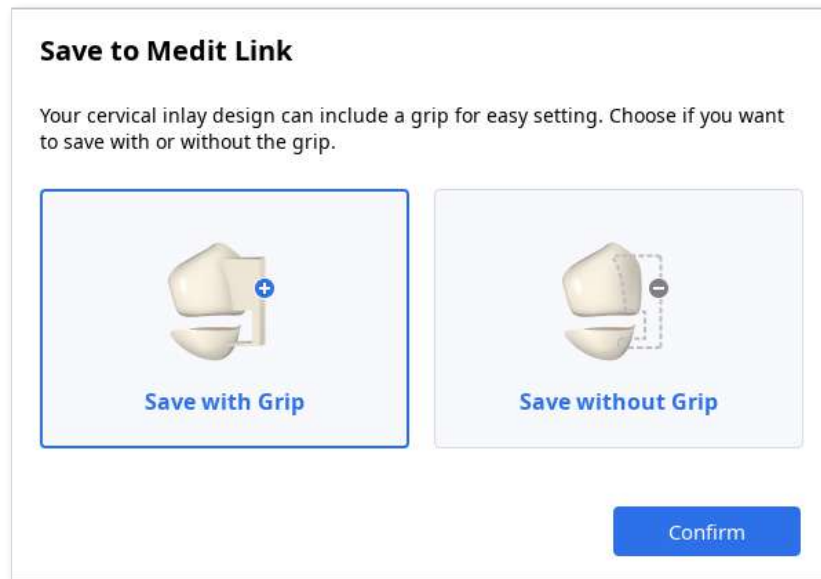 Save to Medit Link
Your cervical inlay design can include a grip for easy setting. Choose if you want
to save with or without the grip.
Save with Grip
Save without Grip
Confirm